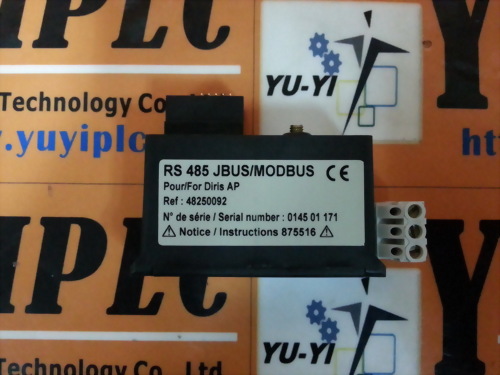 IPLC
YU-YI
Technology Co
www.yuyiplc
RS 485 JBUS/MODBUS CE
Pour/For Diris AP
Ref : 48250092
N° de série / Serial number : 0145 01 171
Notice / Instructions 875516
IPLC
YU-YI
Technology Co., Ltd